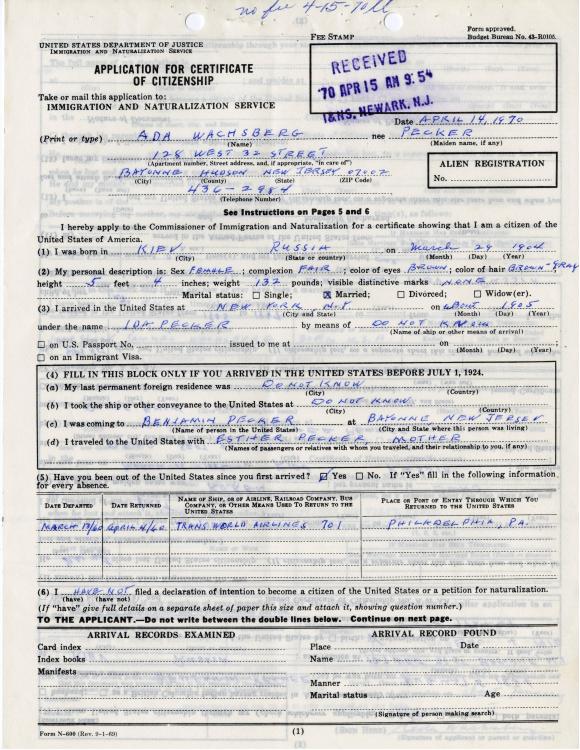 no fee 4-15-70
FEE STAMP
Form approved.
Budget Bureau No. 43-R0105.
UNITED STATES DEPARTMENT OF JUSTICE
IMMIGRATION AND NATURALIZATION SERVICE
APPLICATION FOR CERTIFICATE
OF CITIZENSHIP
RECEIVED
'70 APR 15 AM 9:54
I&NS. NEWARK, N.J.
Take or mail this application to:
IMMIGRATION AND NATURALIZATION SERVICE
Date APRIL 14, 1970
(Print or type) ADA WACHSBERG nee PECKER
(Name) (Maiden name, if any)
128 WEST 32 STREET
(Apartment number, Street address, and, if appropriate, "in care of")
BAYONNE HUDSON NEW JERSEY 07002
(City) (County) (State) (ZIP Code)
ALIEN REGISTRATION
No.
436-2984
(Telephone Number)
See Instructions on Pages 5 and 6
I hereby apply to the Commissioner of Immigration and Naturalization for a certificate showing that I am a citizen of the
United States of America.
(1) I was born in KIEV RUSSIA on March 29 1904
(City) (State or country) (Month) (Day) (Year)
(2) My personal description is: Sex FEMALE; complexion FAIR; color of eyes BROWN; color of hair BROWN-GRAY
height 5 feet 4 inches; weight 132 pounds; visible distinctive marks NONE
Marital status: ☐ Single; ☒ Married; ☐ Divorced; ☐ Widow(er).
(3) I arrived in the United States at NEW YORK, N.Y on about 1905
(City and State) (Month) (Day) (Year)
under the name IDA PECKER by means of DO NOT KNOW
(Name of ship or other means of arrival)
☐ on U.S. Passport No. issued to me at on ;
(Month) (Day) (Year)
☐ on an Immigrant Visa.
(4) FILL IN THIS BLOCK ONLY IF YOU ARRIVED IN THE UNITED STATES BEFORE JULY 1, 1924.
(a) My last permanent foreign residence was DO NOT KNOW
(City) (Country)
(b) I took the ship or other conveyance to the United States at DO NOT KNOW
(City) (Country)
(c) I was coming to BENJAMIN PECKER at BAYONNE NEW JERSEY
(Name of person in the United States) (City and State where this person was living)
(d) I traveled to the United States with ESTHER PECKER, MOTHER
(Names of passengers or relatives with whom you traveled, and their relationship to you, if any)
(5) Have you been out of the United States since you first arrived? ☑ Yes ☐ No. If "Yes" fill in the following information
for every absence.
DATE DEPARTED DATE RETURNED NAME OF SHIP, OR OF AIRLINE, RAILROAD COMPANY, BUS
COMPANY, OR OTHER MEANS USED TO RETURN TO THE
UNITED STATES
PLACE OR PORT OF ENTRY THROUGH WHICH YOU
RETURNED TO THE UNITED STATES
MARCH /60 APRIL 4/60 TRANS WORLD AIRLINES 701 PHILADELPHIA, PA.
(6) I HAVE NOT filed a declaration of intention to become a citizen of the United States or a petition for naturalization.
(have) (have not)
(If "have" give full details on a separate sheet of paper this size and attach it, showing question number.)
TO THE APPLICANT.—Do not write between the double lines below. Continue on next page.
ARRIVAL RECORDS EXAMINED
Card index
Index books
Manifests
ARRIVAL RECORD FOUND
Place Date
Name
Manner
Marital status Age
(Signature of person making search)
Form N-600 (Rev. 9-1-69)
(1)